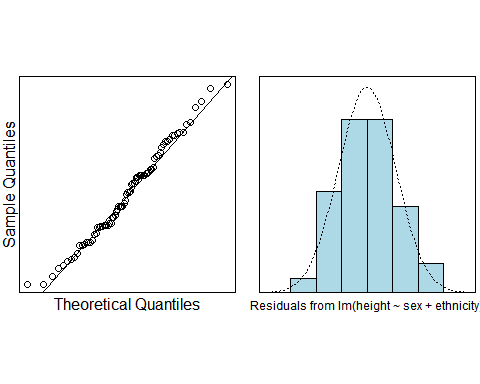 Sample Quantiles
Theoretical Quantiles
Residuals from lm(height ~ sex + ethnicity